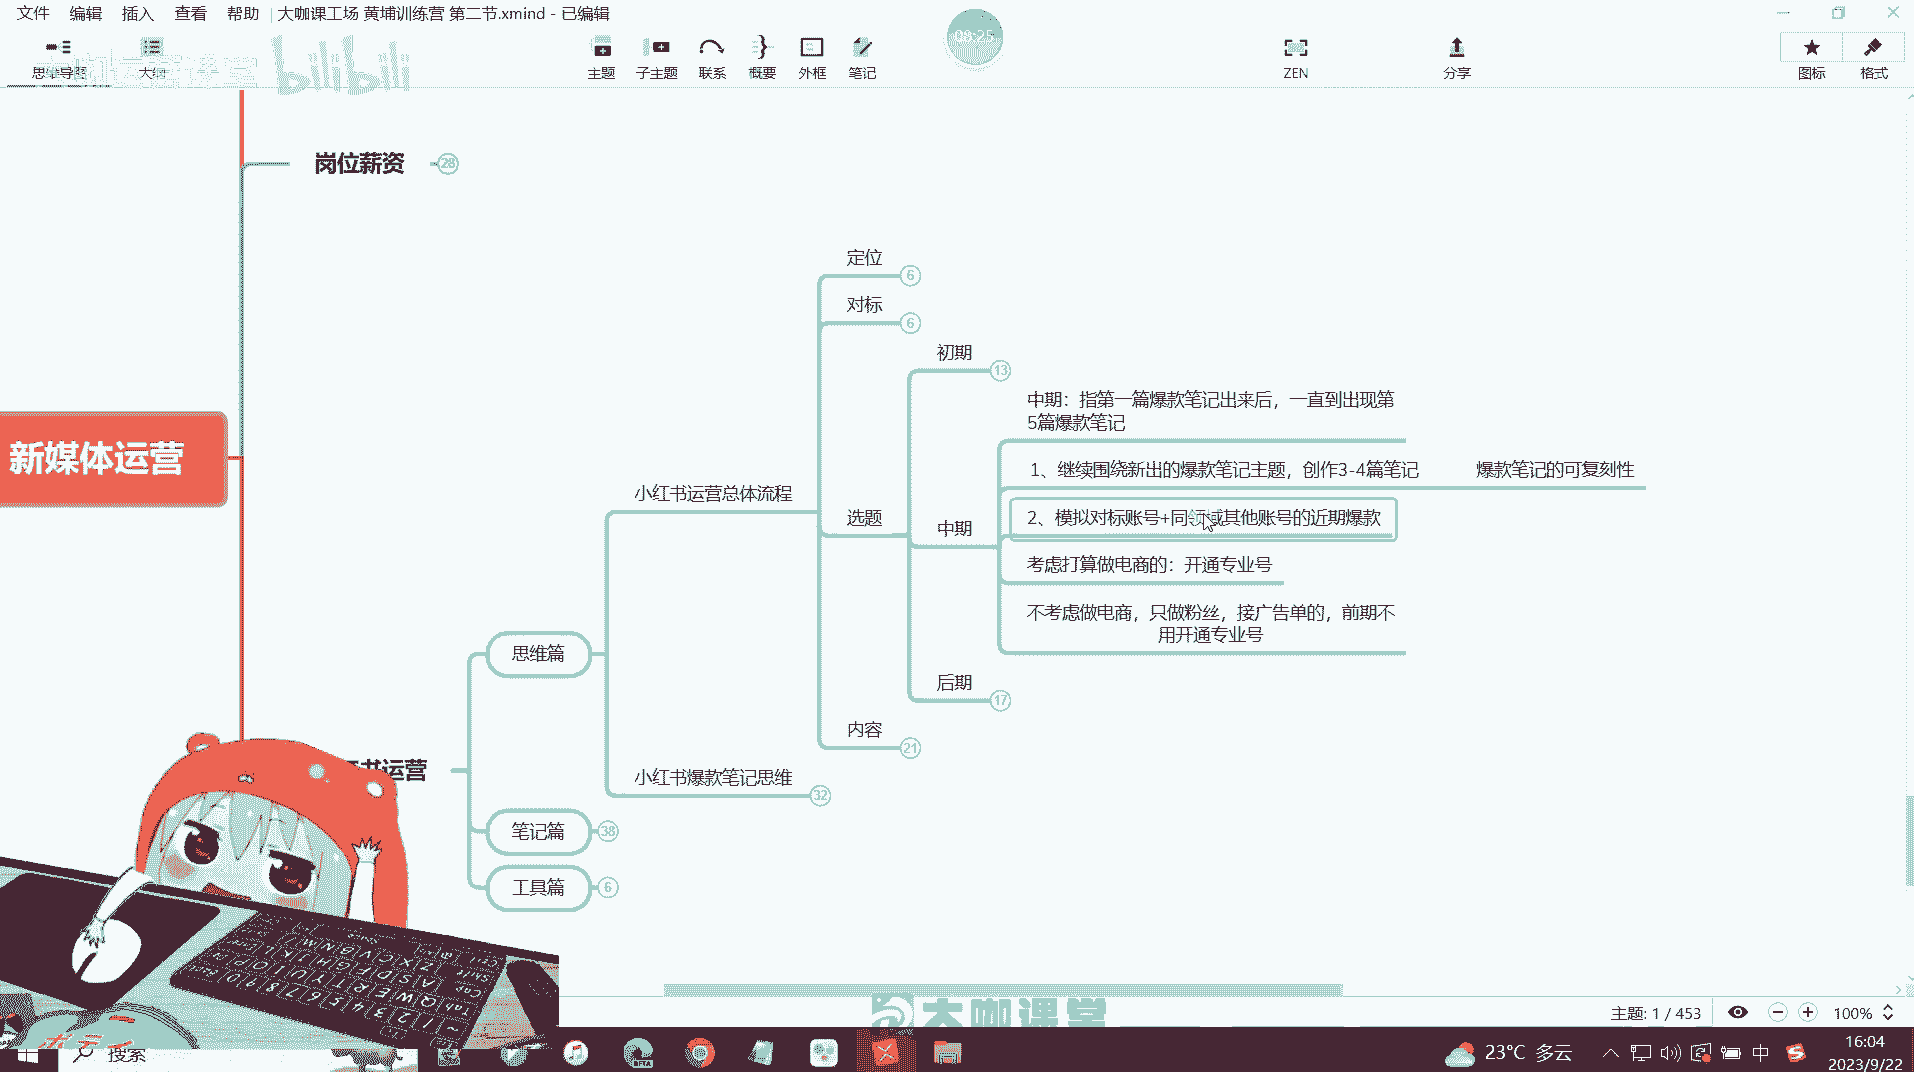 文件 编辑 插入 查看 帮助 大咖课工场 黄埔训练营 第二节.xmind - 已编辑
08:25
思维导图 大纲 主题 子主题 联系 概要 外框 笔记 ZEN 分享 图标 格式
大咖运营课堂 bilibili
岗位薪资 28
定位 6
对标 6
初期 13
中期：指第一篇爆款笔记出来后，一直到出现第
5篇爆款笔记
1、继续围绕新出的爆款笔记主题，创作3-4篇笔记 爆款笔记的可复刻性
新媒体运营
小红书运营总体流程
选题
中期
2、模拟对标账号+同领域其他账号的近期爆款
考虑打算做电商的：开通专业号
不考虑做电商，只做粉丝，接广告单的，前期不
用开通专业号
思维篇
后期 17
内容 21
书运营
小红书爆款笔记思维 32
笔记篇 38
工具篇 6
大咖课堂
主题: 1 / 453 100%
搜索
BETA
23°C 多云
中
16:04
2023/9/22